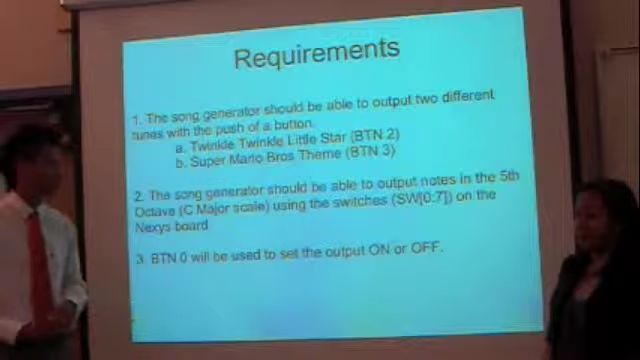 Requirements
1. The song generator should be able to output two different
tunes with the push of a button.
a. Twinkle Twinkle Little Star (BTN 2)
b. Super Mario Bros Theme (BTN 3)
2. The song generator should be able to output notes in the 5th
Octave (C Major scale) using the switches (SW[0:7]) on the
Nexys board
3. BTN 0 will be used to set the output ON or OFF.